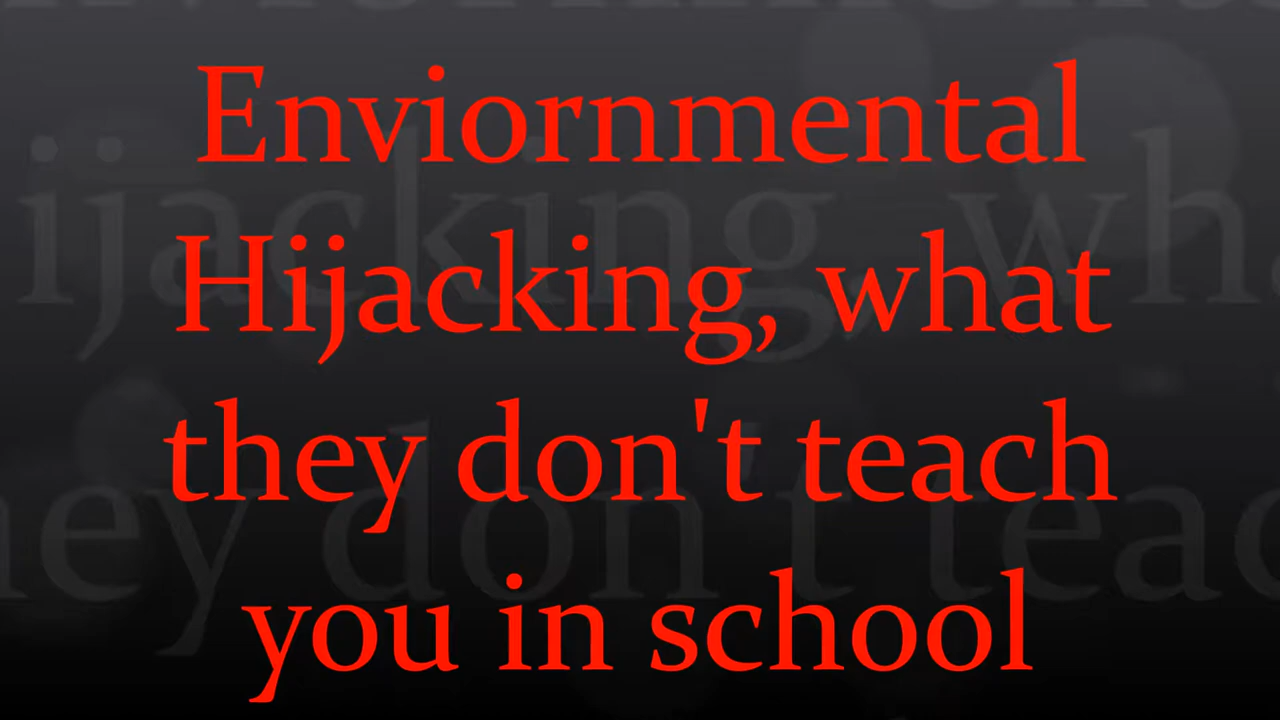 Enviornmental
Hijacking, what
they don't teach
you in school